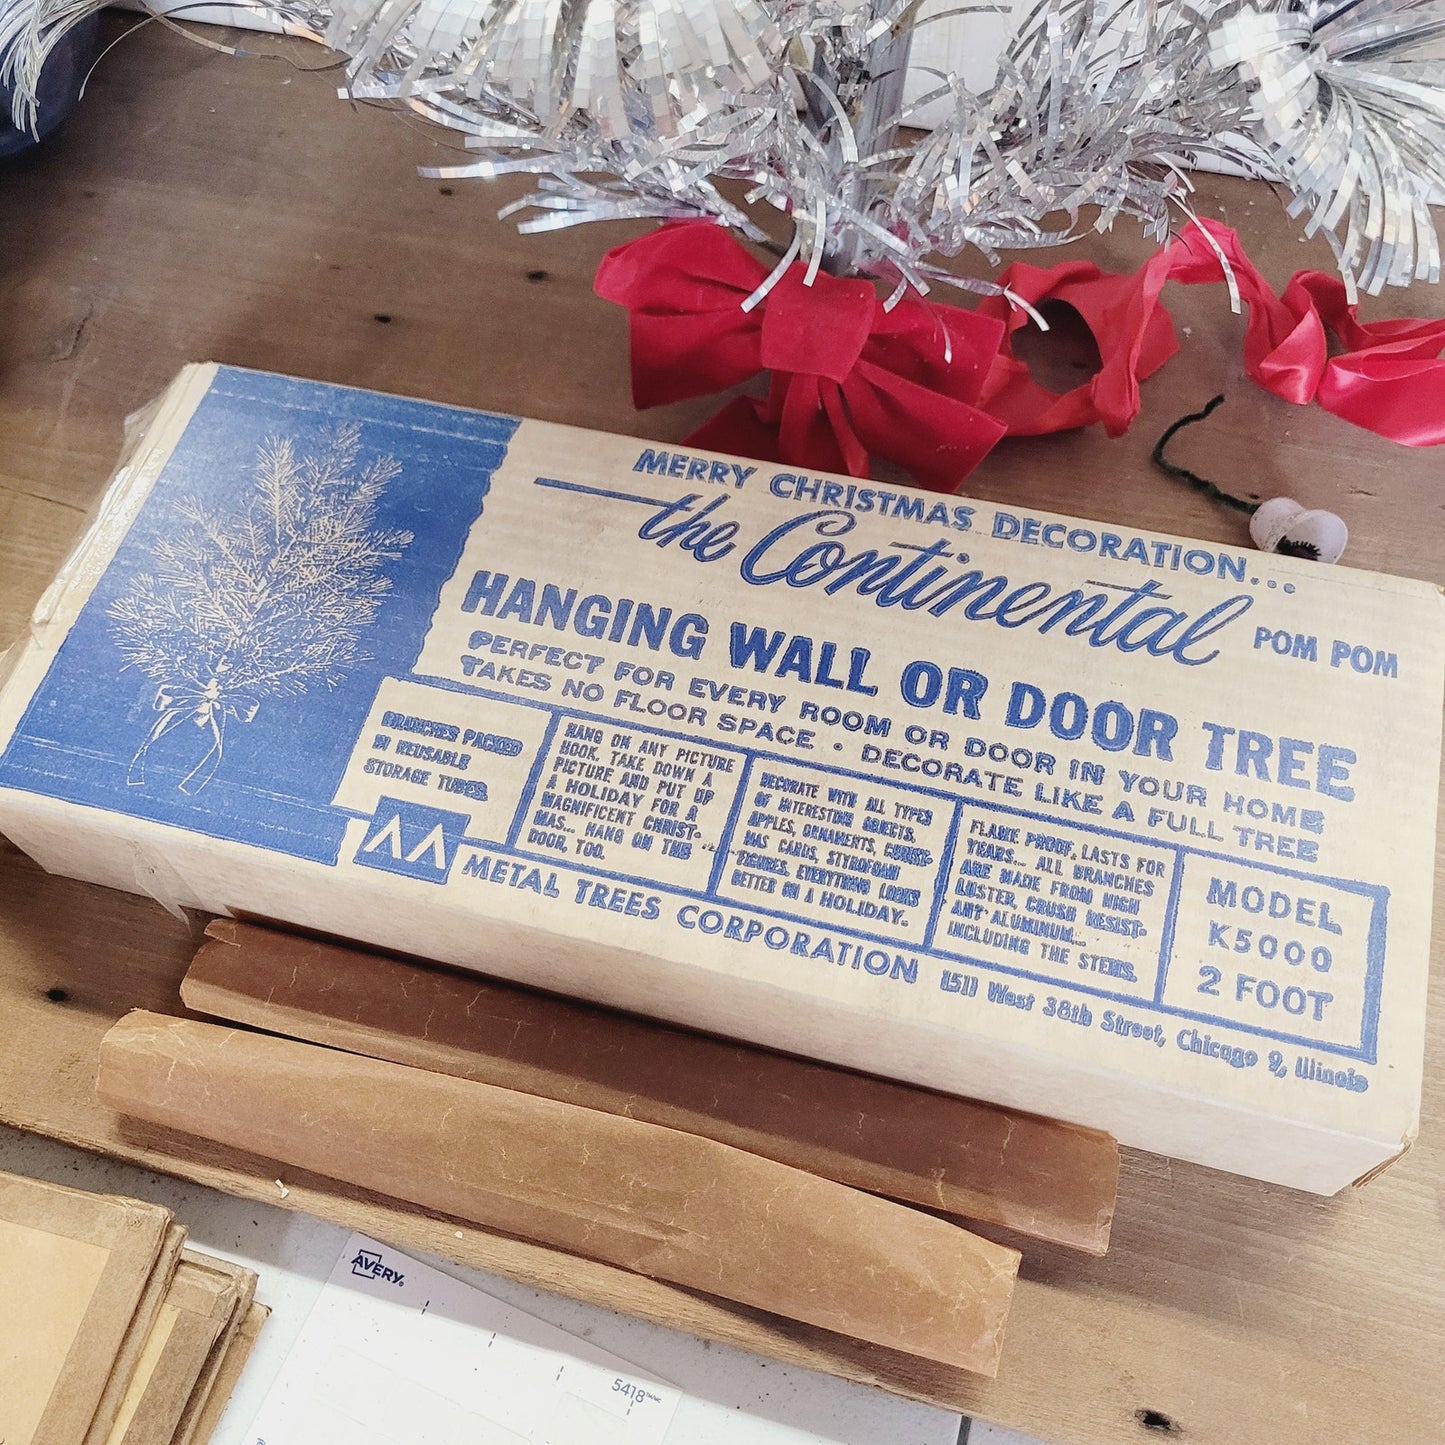 MERRY CHRISTMAS DECORATION...
the Continental POM POM
HANGING WALL OR DOOR TREE
PERFECT FOR EVERY ROOM OR DOOR IN YOUR HOME
TAKES NO FLOOR SPACE • DECORATE LIKE A FULL TREE
BRANCHES PACKED
IN REUSABLE
STORAGE TUBES.
HANG ON ANY PICTURE
HOOK. TAKE DOWN A
PICTURE AND PUT UP
A HOLIDAY FOR A
MAGNIFICENT CHRIST-
MAS... HANG ON THE
DOOR, TOO.
DECORATE WITH ALL TYPES
OF INTERESTING OBJECTS,
APPLES, ORNAMENTS, CHRIST-
MAS CARDS, STYROFOAM
FIGURES, EVERYTHING LOOKS
BETTER ON A HOLIDAY.
FLAME PROOF. LASTS FOR
YEARS... ALL BRANCHES
ARE MADE FROM HIGH
LUSTER, CRUSH RESIST-
ANT ALUMINUM...
INCLUDING THE STEMS.
MODEL
K5000
2 FOOT
METAL TREES CORPORATION 1511 West 38th Street, Chicago 9, Illinois
AVERY
5418